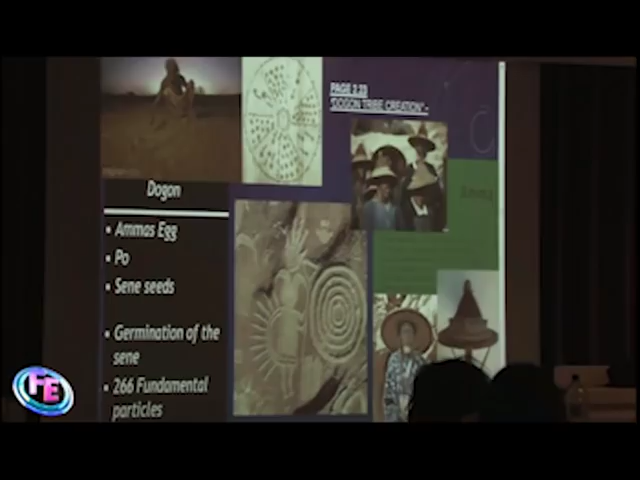 PAGE 2.23
"DOGON TRIBE CREATION" -
Dogon
Amma
▪ Ammas Egg
▪ Po
▪ Sene seeds
▪ Germination of the
sene
▪ 266 Fundamental
particles
FE